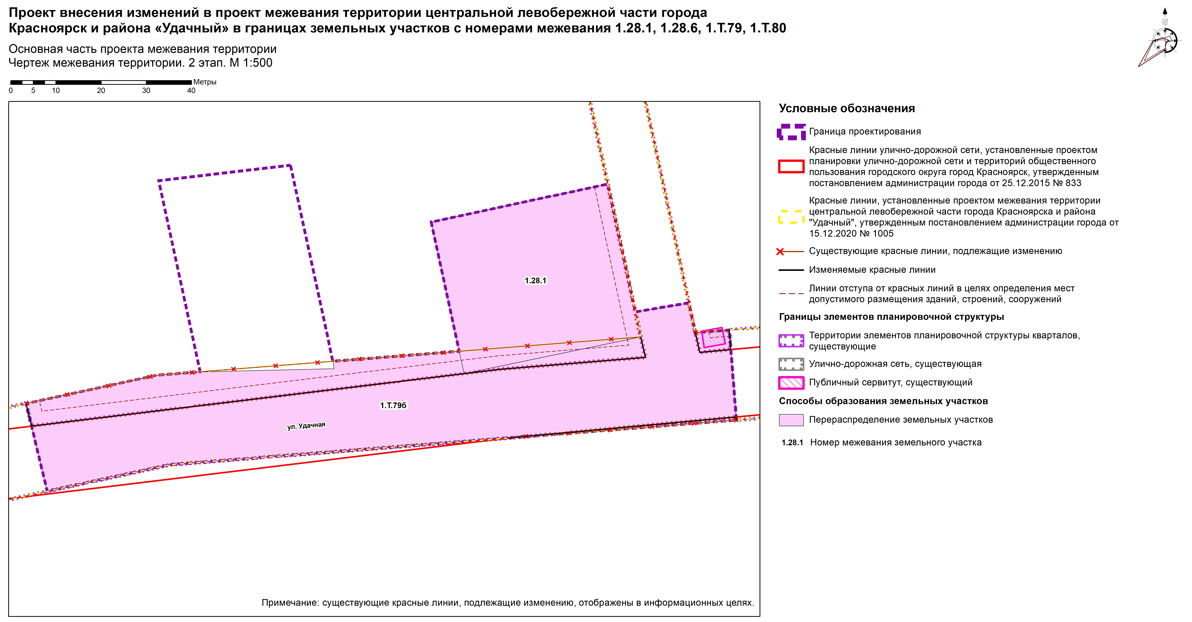 Проект внесения изменений в проект межевания территории центральной левобережной части города
Красноярск и района «Удачный» в границах земельных участков с номерами межевания 1.28.1, 1.28.6, 1.Т.79, 1.Т.80
Основная часть проекта межевания территории
Чертеж межевания территории. 2 этап. М 1:500
Метры
0 5 10 20 30 40
1.28.1
1.Т.79б
ул. Удачная
Примечание: существующие красные линии, подлежащие изменению, отображены в информационных целях.
Условные обозначения
Граница проектирования
Красные линии улично-дорожной сети, установленные проектом
планировки улично-дорожной сети и территорий общественного
пользования городского округа город Красноярск, утвержденным
постановлением администрации города от 25.12.2015 № 833
Красные линии, установленные проектом межевания территории
центральной левобережной части города Красноярска и района
"Удачный", утвержденным постановлением администрации города от
15.12.2020 № 1005
Существующие красные линии, подлежащие изменению
Изменяемые красные линии
Линии отступа от красных линий в целях определения мест
допустимого размещения зданий, строений, сооружений
Границы элементов планировочной структуры
Территории элементов планировочной структуры кварталов,
существующие
Улично-дорожная сеть, существующая
Публичный сервитут, существующий
Способы образования земельных участков
Перераспределение земельных участков
1.28.1 Номер межевания земельного участка